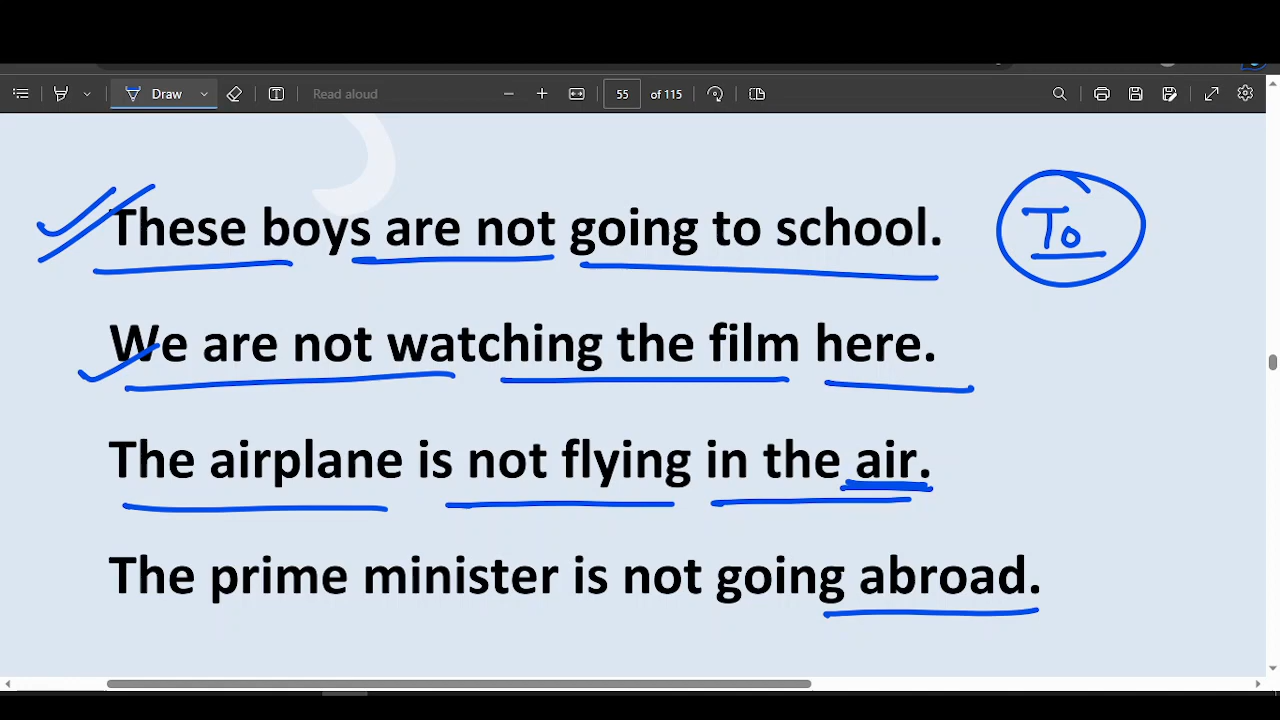 Draw
Read aloud
55 of 115
These boys are not going to school.
To
We are not watching the film here.
The airplane is not flying in the air.
The prime minister is not going abroad.